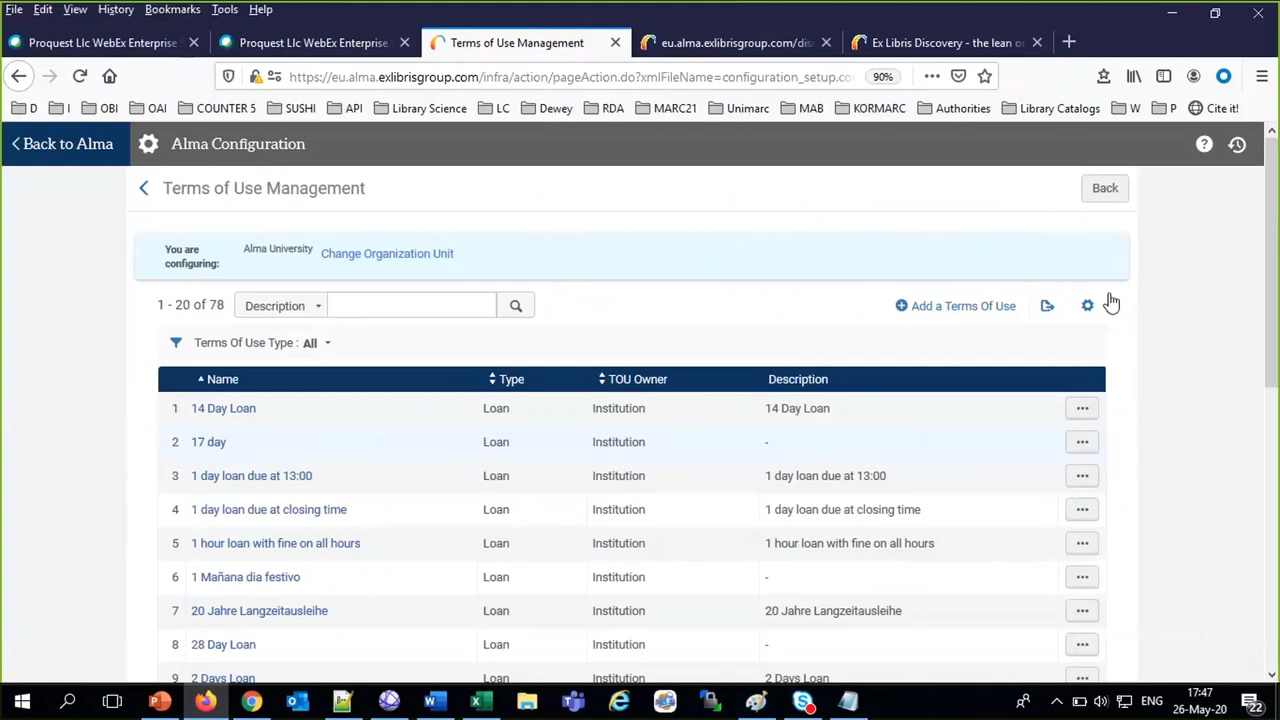 File Edit View History Bookmarks Tools Help
Proquest Llc WebEx Enterprise Proquest Llc WebEx Enterprise Terms of Use Management eu.alma.exlibrisgroup.com/dis Ex Libris Discovery - the lean o
https://eu.alma.exlibrisgroup.com/infra/action/pageAction.do?xmlFileName=configuration_setup.co 90%
D I OBI OAI COUNTER 5 SUSHI API Library Science LC Dewey RDA MARC21 Unimarc MAB KORMARC Authorities Library Catalogs W P Cite it!
Back to Alma Alma Configuration
Terms of Use Management Back
You are configuring: Alma University Change Organization Unit
1 - 20 of 78 Description Add a Terms Of Use
Terms Of Use Type : All
Name Type TOU Owner Description
1 14 Day Loan Loan Institution 14 Day Loan
2 17 day Loan Institution -
3 1 day loan due at 13:00 Loan Institution 1 day loan due at 13:00
4 1 day loan due at closing time Loan Institution 1 day loan due at closing time
5 1 hour loan with fine on all hours Loan Institution 1 hour loan with fine on all hours
6 1 Mañana dia festivo Loan Institution -
7 20 Jahre Langzeitausleihe Loan Institution 20 Jahre Langzeitausleihe
8 28 Day Loan Loan Institution -
9 2 Days Loan Loan Institution 2 Days Loan
ENG 17:47
26-May-20 22